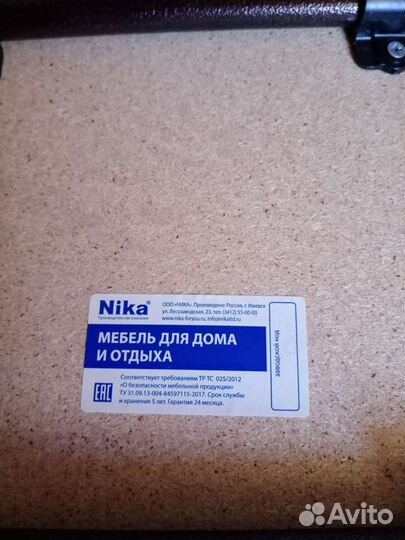 Nika®
Производственная компания
ООО «НИКА». Произведено: Россия, г. Ижевск
ул. Лесозаводская, 23, тел. (3412) 55-00-00
www.nika-foryou.ru, info@nikaltd.ru
МЕБЕЛЬ ДЛЯ ДОМА
И ОТДЫХА
заводской код
Соответствует требованиям ТР ТС 025/2012
«О безопасности мебельной продукции»
ТУ 31.09.13-004-84597115-2017. Срок службы
и хранения 5 лет. Гарантия 24 месяца.
EAC
Avito